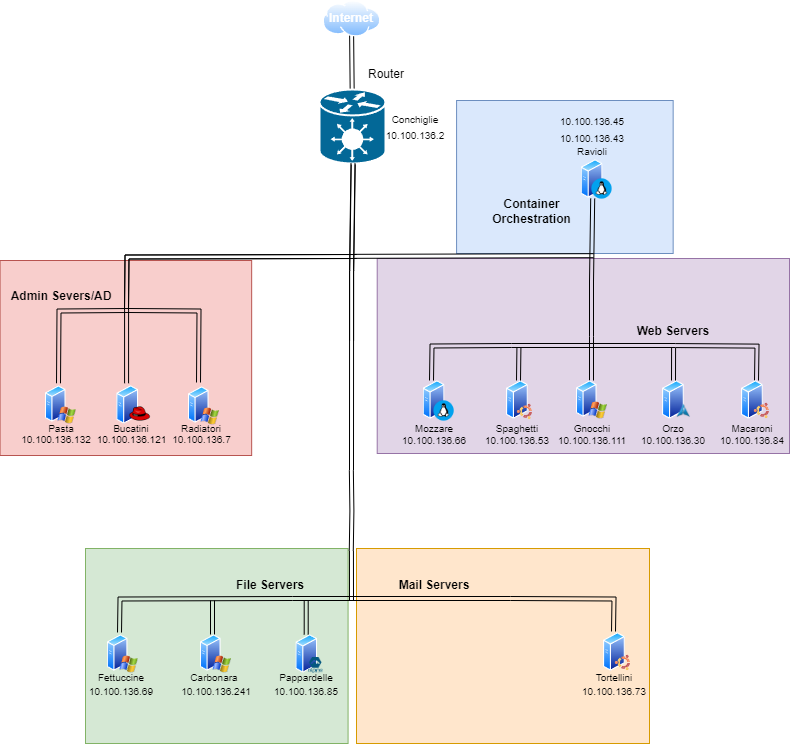 Internet
Router
Conchiglie
10.100.136.2
10.100.136.45
10.100.136.43
Ravioli
Container
Orchestration
Admin Severs/AD
Pasta
10.100.136.132
Bucatini
10.100.136.121
Radiatori
10.100.136.7
Web Servers
Mozzare
10.100.136.66
Spaghetti
10.100.136.53
Gnocchi
10.100.136.111
Orzo
10.100.136.30
Macaroni
10.100.136.84
File Servers
Fettuccine
10.100.136.69
Carbonara
10.100.136.241
Pappardelle
10.100.136.85
Mail Servers
Tortellini
10.100.136.73